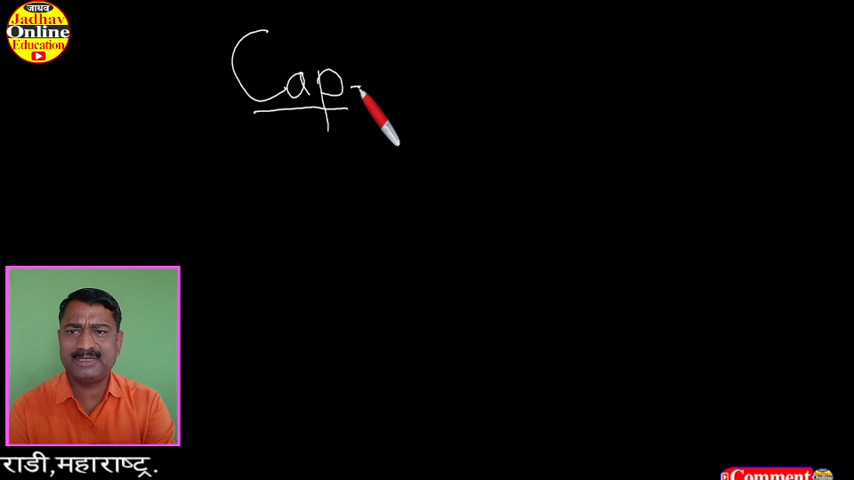 जाधव
Jadhav
Online
Education
Cap-
राडी,महाराष्ट्र.
Comment